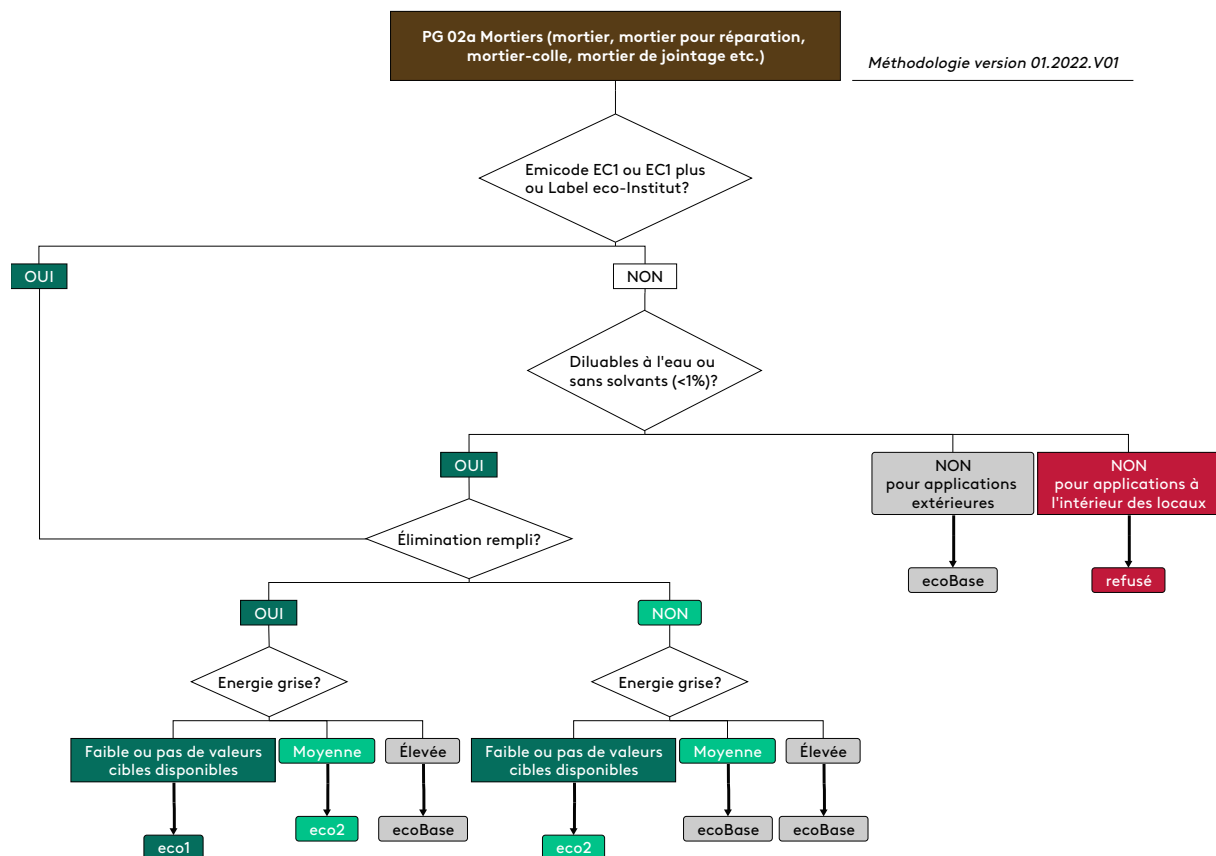 PG 02a Mortiers (mortier, mortier pour réparation,
mortier-colle, mortier de jointage etc.)
Méthodologie version 01.2022.V01
Emicode EC1 ou EC1 plus
ou Label eco-Institut?
OUI
NON
Diluables à l'eau ou
sans solvants (<1%)?
OUI
NON
pour applications
extérieures
NON
pour applications à
l'intérieur des locaux
Élimination rempli?
ecoBase
refusé
OUI
NON
Energie grise?
Energie grise?
Faible ou pas de valeurs
cibles disponibles
Moyenne
Élevée
Faible ou pas de valeurs
cibles disponibles
Moyenne
Élevée
eco1
eco2
ecoBase
eco2
ecoBase
ecoBase